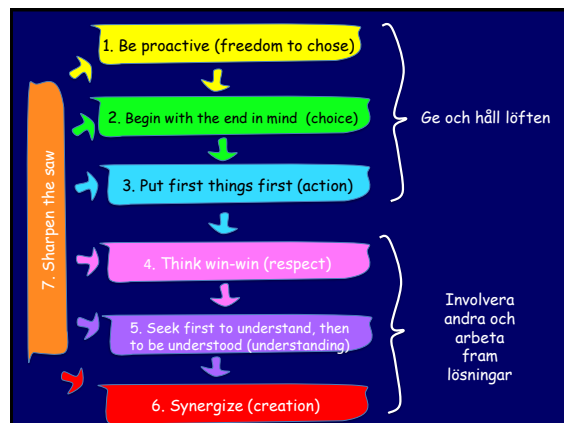 1. Be proactive (freedom to chose)
2. Begin with the end in mind (choice)
3. Put first things first (action)
Ge och håll löften
7. Sharpen the saw
4. Think win-win (respect)
5. Seek first to understand, then
to be understood (understanding)
6. Synergize (creation)
Involvera
andra och
arbeta
fram
lösningar